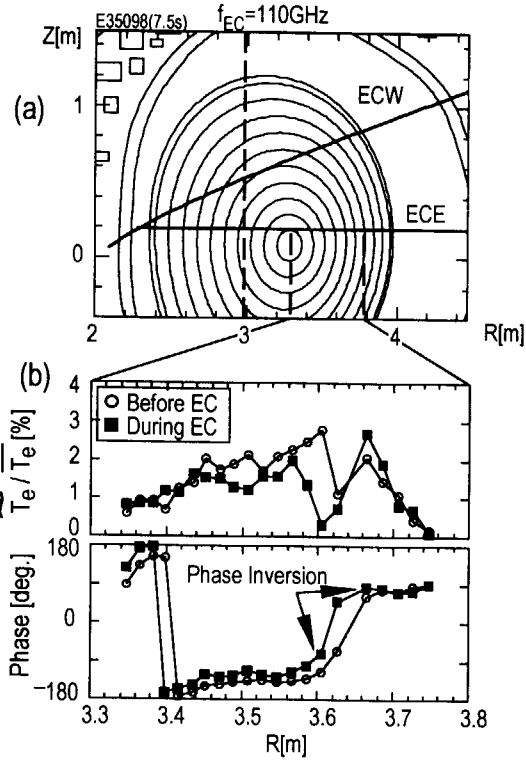 E35098(7.5s) f_EC=110GHz
Z[m]
(a)
ECW
ECE
1
0
2 3 4 R[m]
(b)
○ Before EC
■ During EC
T̃e / T̄e [%]
4
3
2
1
0
Phase Inversion
Phase [deg.]
180
0
−180
3.3 3.4 3.5 3.6 3.7 3.8
R[m]